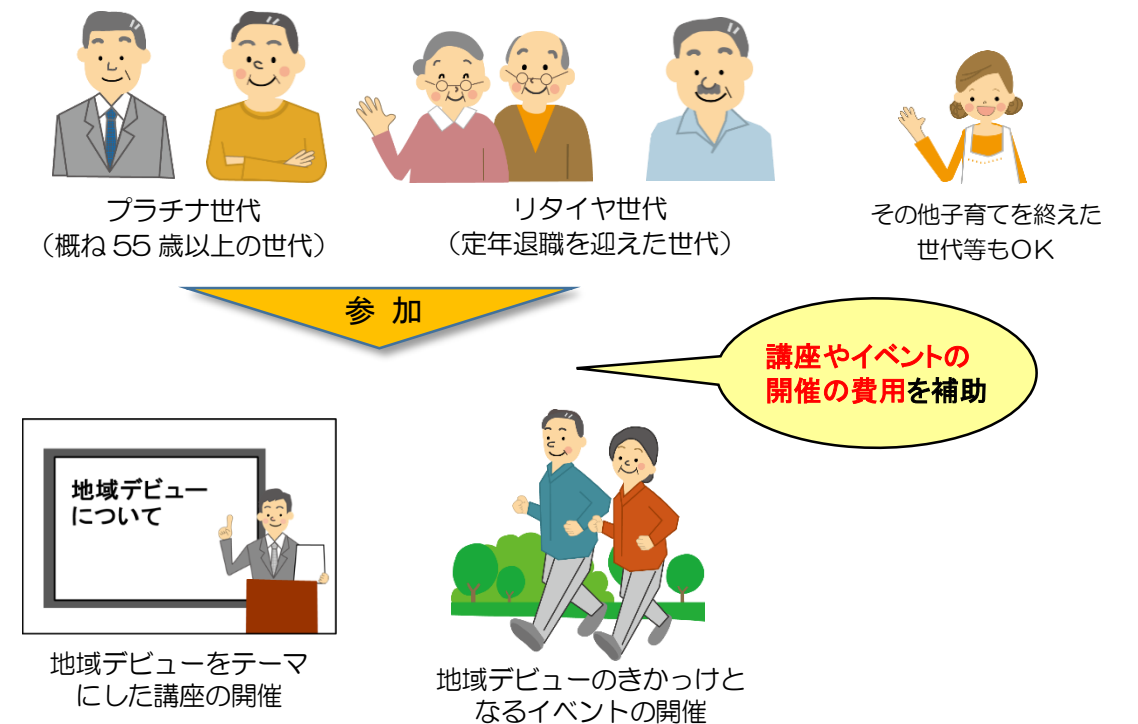 プラチナ世代
（概ね 55 歳以上の世代）
リタイヤ世代
（定年退職を迎えた世代）
その他子育てを終えた
世代等もＯＫ
参 加
講座やイベントの
開催の費用を補助
地域デビュー
について
地域デビューをテーマ
にした講座の開催
地域デビューのきかっけと
なるイベントの開催